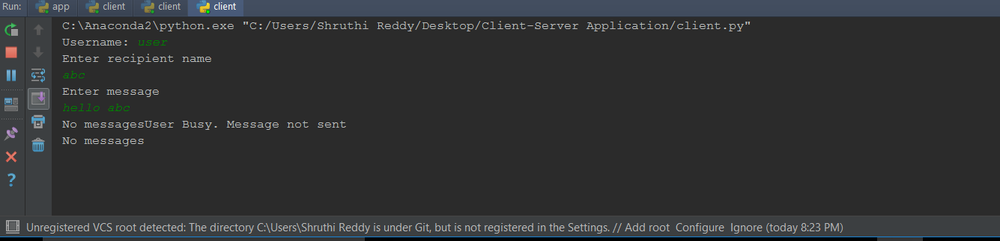 Run: app client client client
C:\Anaconda2\python.exe "C:/Users/Shruthi Reddy/Desktop/Client-Server Application/client.py"
Username: user
Enter recipient name
abc
Enter message
hello abc
No messagesUser Busy. Message not sent
No messages
Unregistered VCS root detected: The directory C:\Users\Shruthi Reddy is under Git, but is not registered in the Settings. // Add root Configure Ignore (today 8:23 PM)